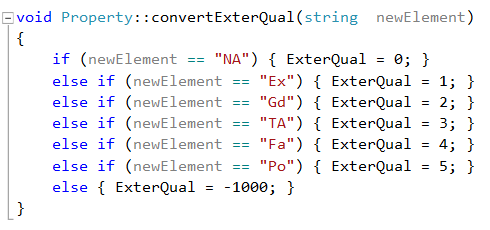 void Property::convertExterQual(string  newElement)
{
    if (newElement == "NA") { ExterQual = 0; }
    else if (newElement == "Ex") { ExterQual = 1; }
    else if (newElement == "Gd") { ExterQual = 2; }
    else if (newElement == "TA") { ExterQual = 3; }
    else if (newElement == "Fa") { ExterQual = 4; }
    else if (newElement == "Po") { ExterQual = 5; }
    else { ExterQual = -1000; }
}